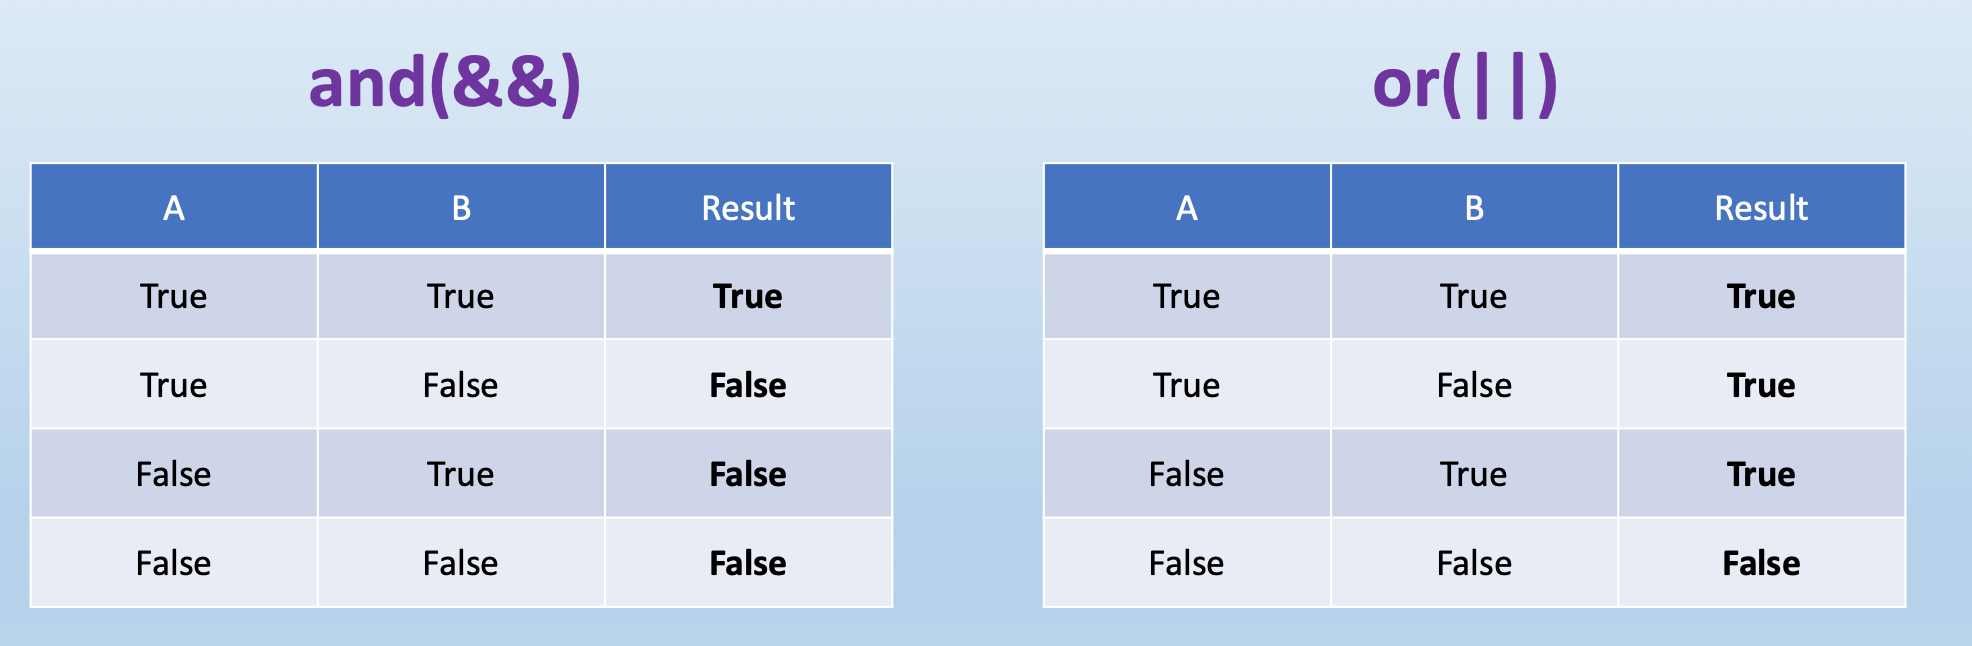 and(&&)
A B Result
True True True
True False False
False True False
False False False
or(||)
A B Result
True True True
True False True
False True True
False False False